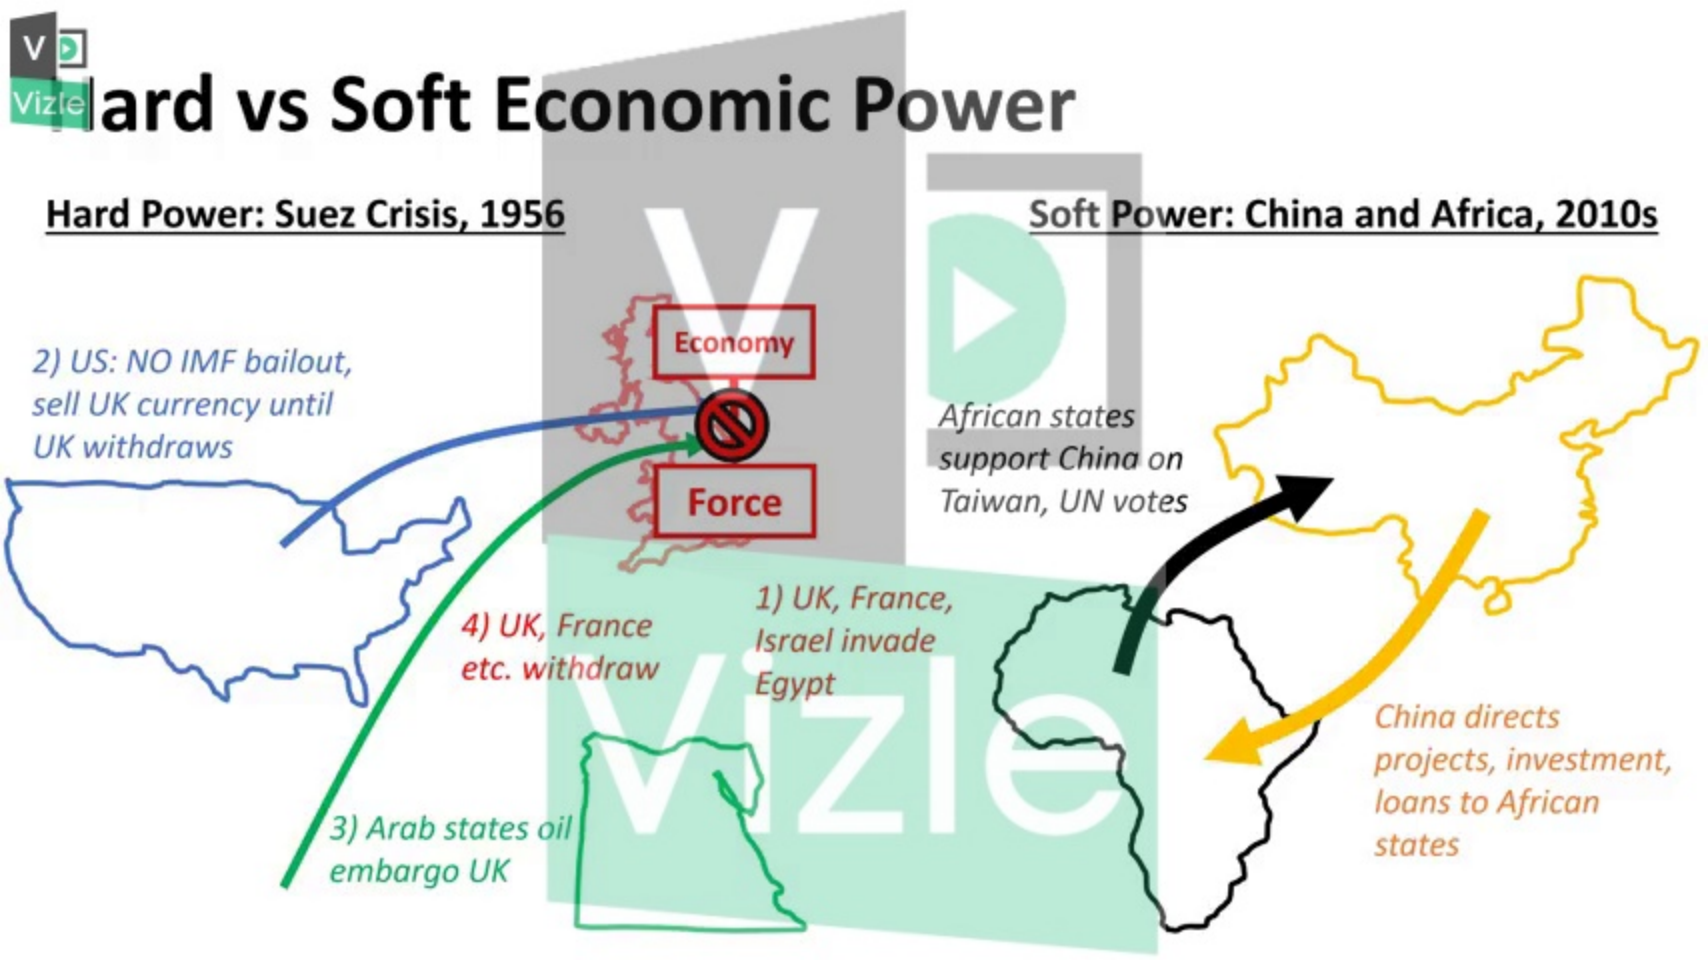 V
Vizle
Hard vs Soft Economic Power
Hard Power: Suez Crisis, 1956
Soft Power: China and Africa, 2010s
2) US: NO IMF bailout,
sell UK currency until
UK withdraws
Economy
Force
V
African states
support China on
Taiwan, UN votes
1) UK, France,
Israel invade
Egypt
4) UK, France
etc. withdraw
Vizle
3) Arab states oil
embargo UK
China directs
projects, investment,
loans to African
states